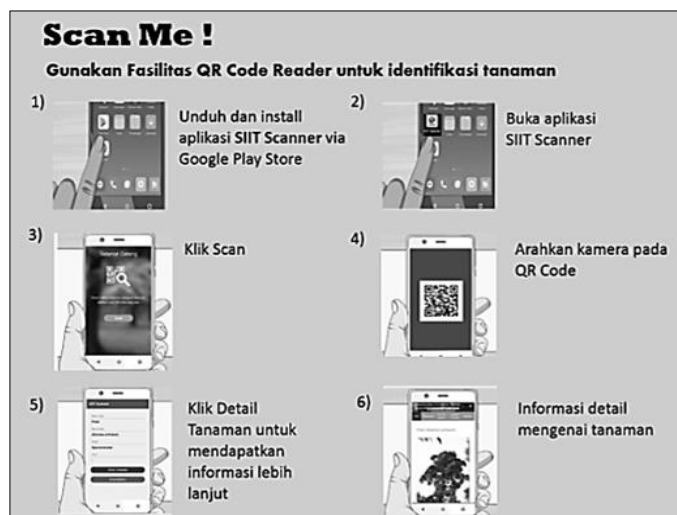 Scan Me !
Gunakan Fasilitas QR Code Reader untuk identifikasi tanaman
1)
Unduh dan install
aplikasi SIIT Scanner via
Google Play Store
2)
Buka aplikasi
SIIT Scanner
3)
Selamat Datang
Klik Scan
4)
Arahkan kamera pada
QR Code
5)
Klik Detail
Tanaman untuk
mendapatkan
informasi lebih
lanjut
6)
Informasi detail
mengenai tanaman